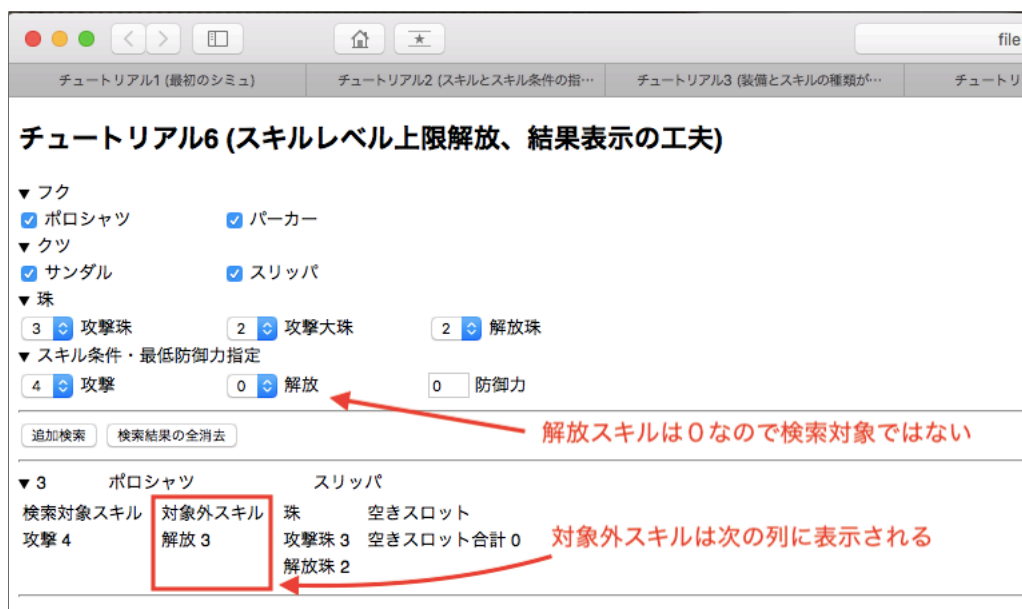 file
チュートリアル1 (最初のシミュ) チュートリアル2 (スキルとスキル条件の指… チュートリアル3 (装備とスキルの種類が… チュートリ
チュートリアル6 (スキルレベル上限解放、結果表示の工夫)
▼ フク
ポロシャツ パーカー
▼ クツ
サンダル スリッパ
▼ 珠
3 攻撃珠 2 攻撃大珠 2 解放珠
▼ スキル条件・最低防御力指定
4 攻撃 0 解放 0 防御力
解放スキルは0なので検索対象ではない
追加検索 検索結果の全消去
▼ 3 ポロシャツ スリッパ
検索対象スキル 対象外スキル 珠 空きスロット
攻撃 4 解放 3 攻撃珠 3 空きスロット合計 0
解放珠 2
対象外スキルは次の列に表示される